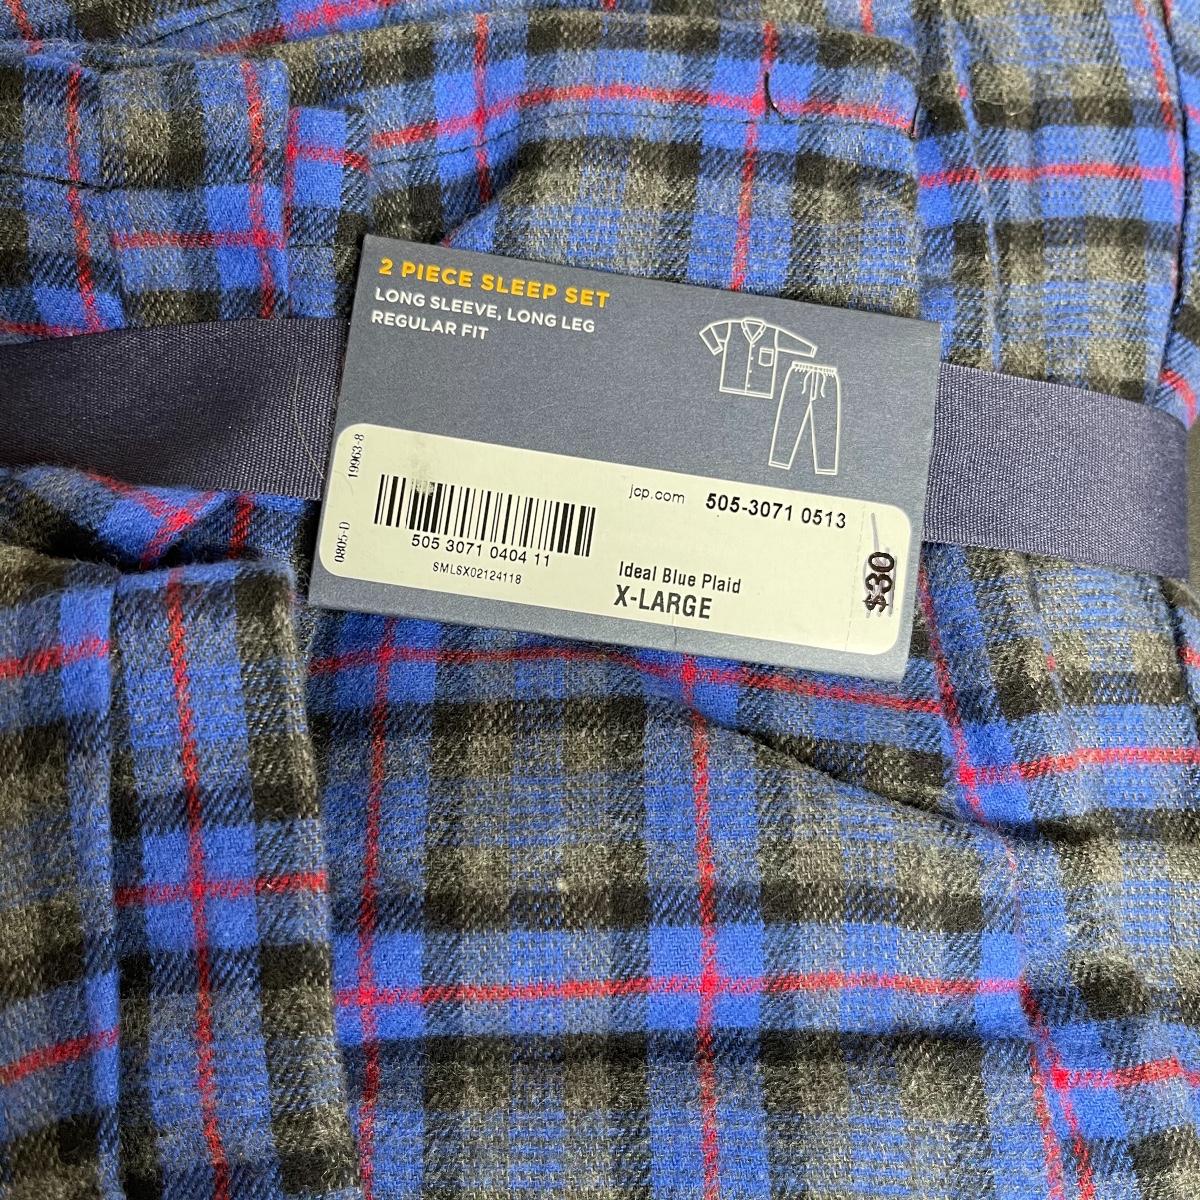 2 PIECE SLEEP SET
LONG SLEEVE, LONG LEG
REGULAR FIT
19963-8
0805-D
jcp.com 505-3071 0513
505 3071 0404 11
SMLSX02124118
Ideal Blue Plaid
X-LARGE
$30